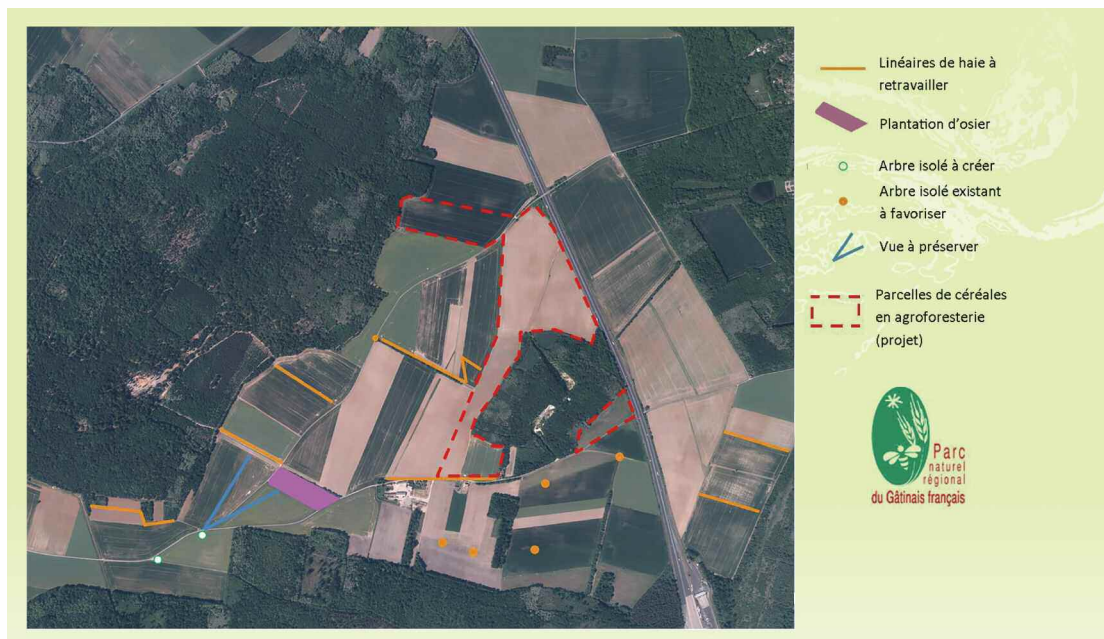 Linéaires de haie à
retravailler
Plantation d'osier
Arbre isolé à créer
Arbre isolé existant
à favoriser
Vue à préserver
Parcelles de céréales
en agroforesterie
(projet)
Parc
naturel
régional
du Gâtinais français